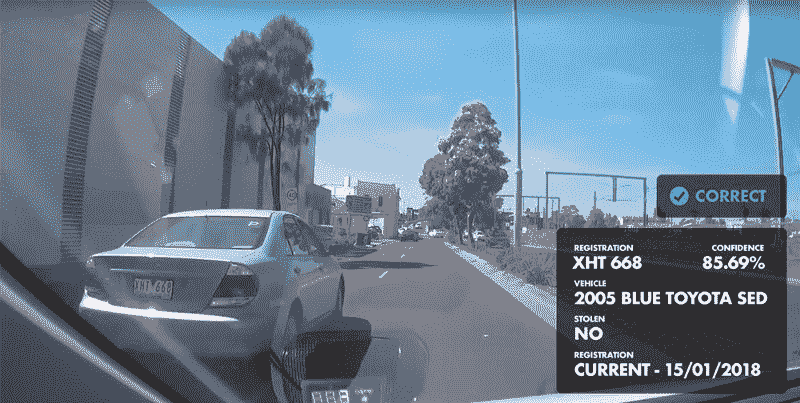 CORRECT
REGISTRATION
XHT 668
CONFIDENCE
85.69%
VEHICLE
2005 BLUE TOYOTA SED
STOLEN
NO
REGISTRATION
CURRENT - 15/01/2018
XHT 668